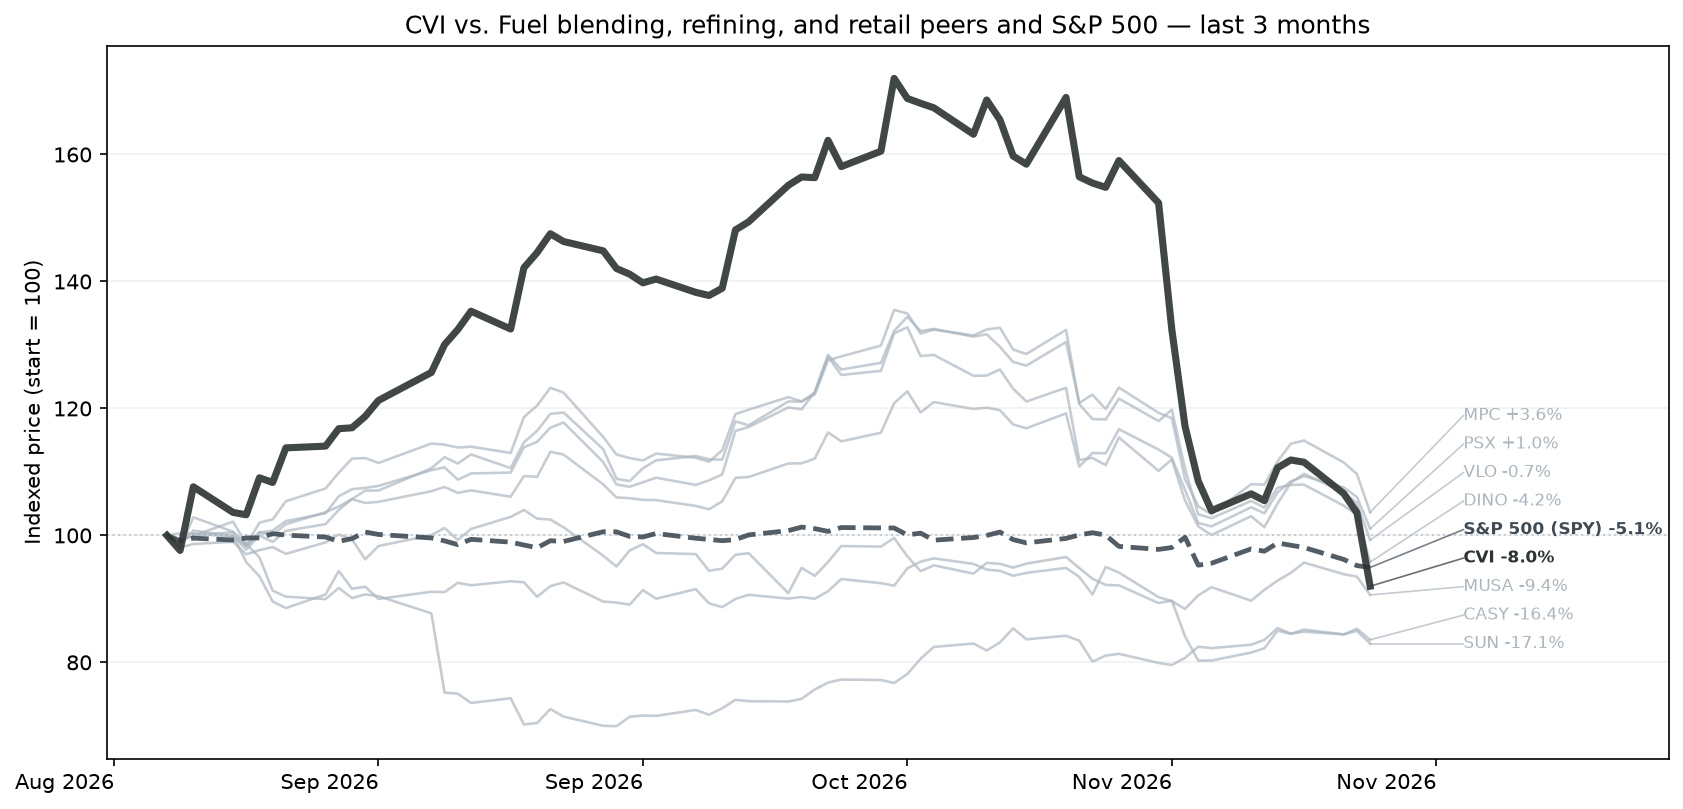 CVI vs. Fuel blending, refining, and retail peers and S&P 500 — last 3 months
Indexed price (start = 100)
160
140
120
100
80
MPC +3.6%
PSX +1.0%
VLO -0.7%
DINO -4.2%
S&P 500 (SPY) -5.1%
CVI -8.0%
MUSA -9.4%
CASY -16.4%
SUN -17.1%
Aug 2026
Sep 2026
Sep 2026
Oct 2026
Nov 2026
Nov 2026